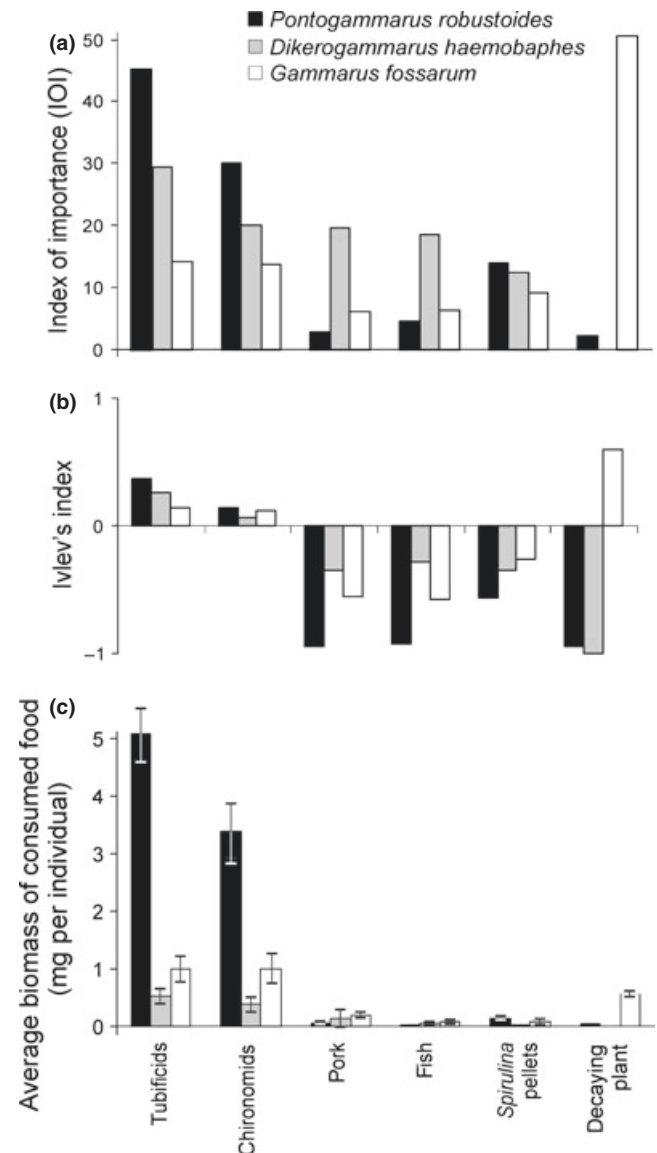 Pontogammarus robustoides
Dikerogammarus haemobaphes
Gammarus fossarum
(a)
Index of importance (IOI)
50
40
30
20
10
0
(b)
Ivlev's index
1
0
–1
(c)
Average biomass of consumed food
(mg per individual)
5
4
3
2
1
0
Tubificids
Chironomids
Pork
Fish
Spirulina
pellets
Decaying
plant